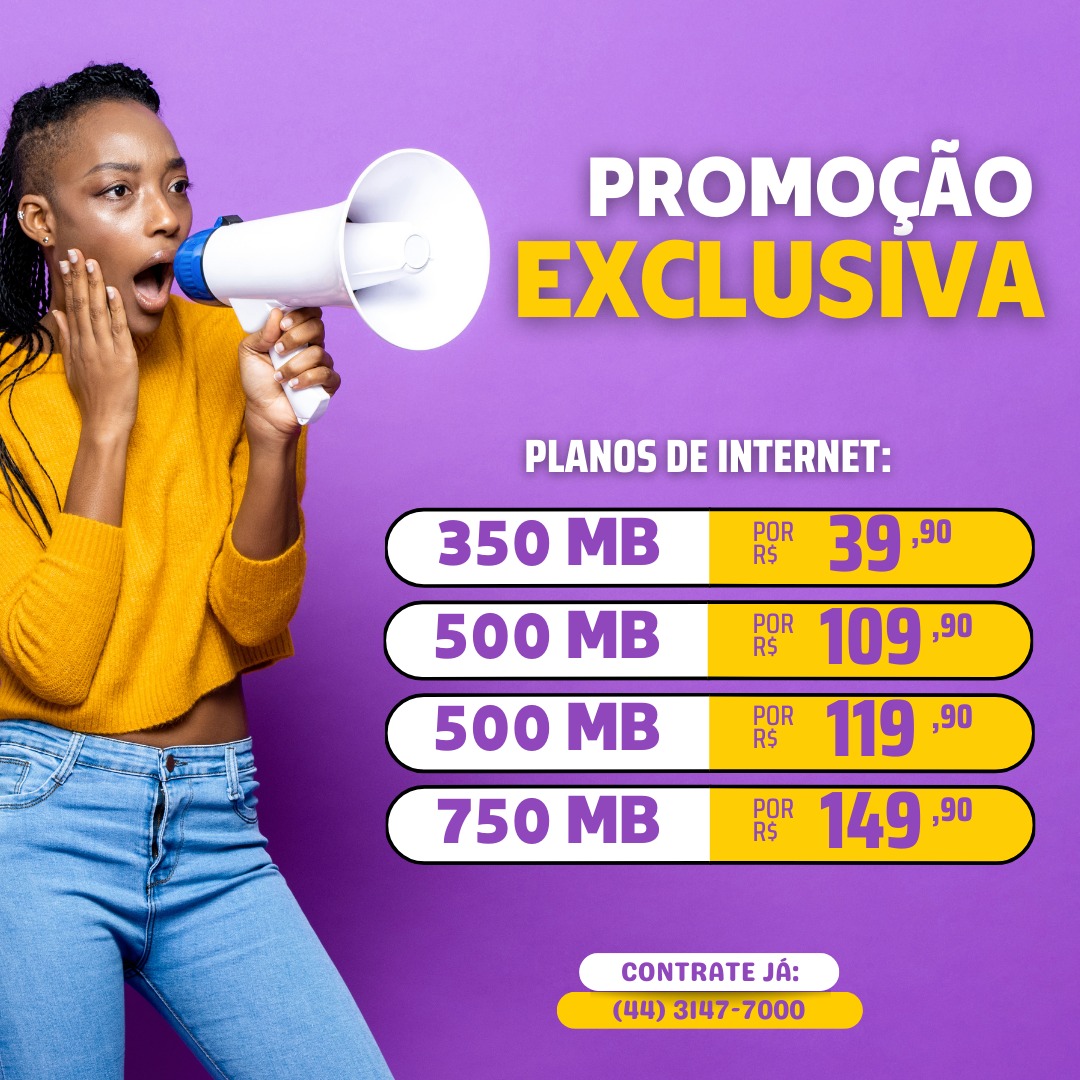 PROMOÇÃO
EXCLUSIVA
PLANOS DE INTERNET:
350 MB POR R$ 39,90
500 MB POR R$ 109,90
500 MB POR R$ 119,90
750 MB POR R$ 149,90
CONTRATE JÁ:
(44) 3147-7000